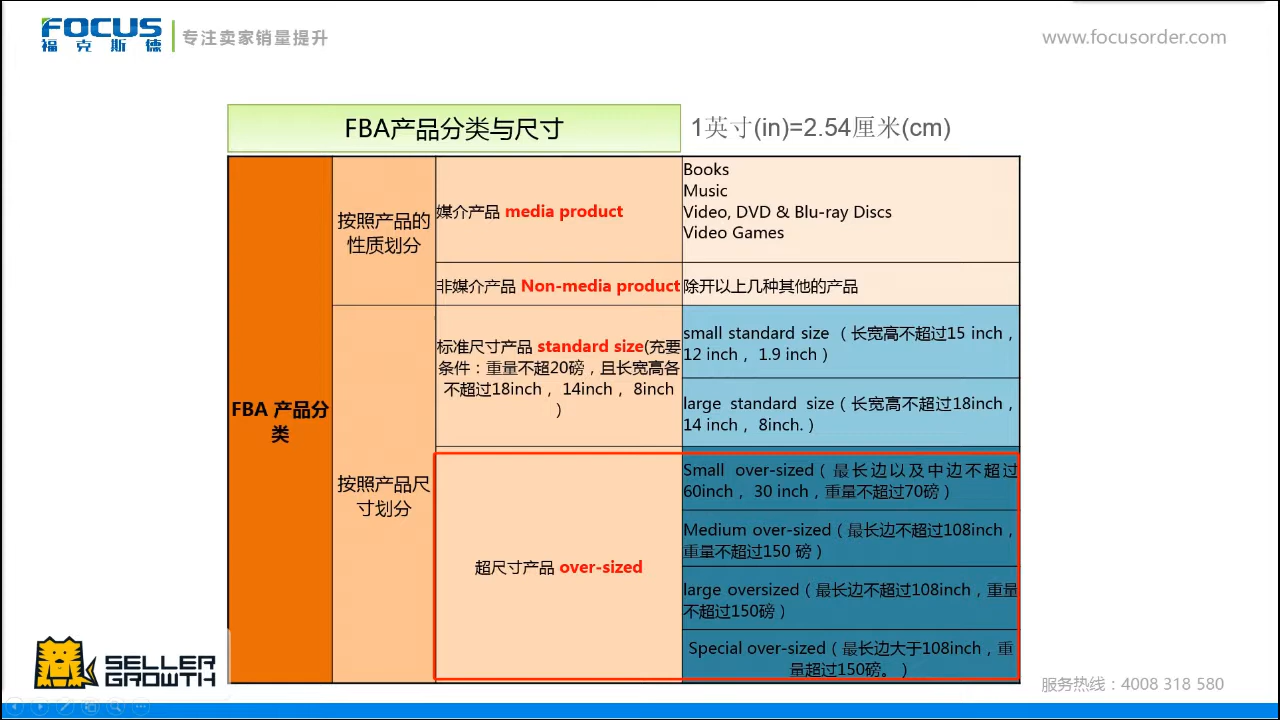 FOCUS
福克斯德
专注卖家销量提升
www.focusorder.com
FBA产品分类与尺寸
1英寸(in)=2.54厘米(cm)
FBA 产品分
类
按照产品的
性质划分
媒介产品 media product
Books
Music
Video, DVD & Blu-ray Discs
Video Games
非媒介产品 Non-media product
除开以上几种其他的产品
按照产品尺
寸划分
标准尺寸产品 standard size(充要
条件：重量不超20磅，且长宽高各
不超过18inch， 14inch， 8inch
）
small standard size （长宽高不超过15 inch，
12 inch， 1.9 inch）
large standard size（长宽高不超过18inch，
14 inch， 8inch.）
超尺寸产品 over-sized
Small over-sized（最长边以及中边不超过
60inch， 30 inch，重量不超过70磅）
Medium over-sized（最长边不超过108inch，
重量不超过150 磅）
large oversized（最长边不超过108inch，重量
不超过150磅）
Special over-sized（最长边大于108inch，重
量超过150磅。）
SELLER
GROWTH
服务热线：4008 318 580